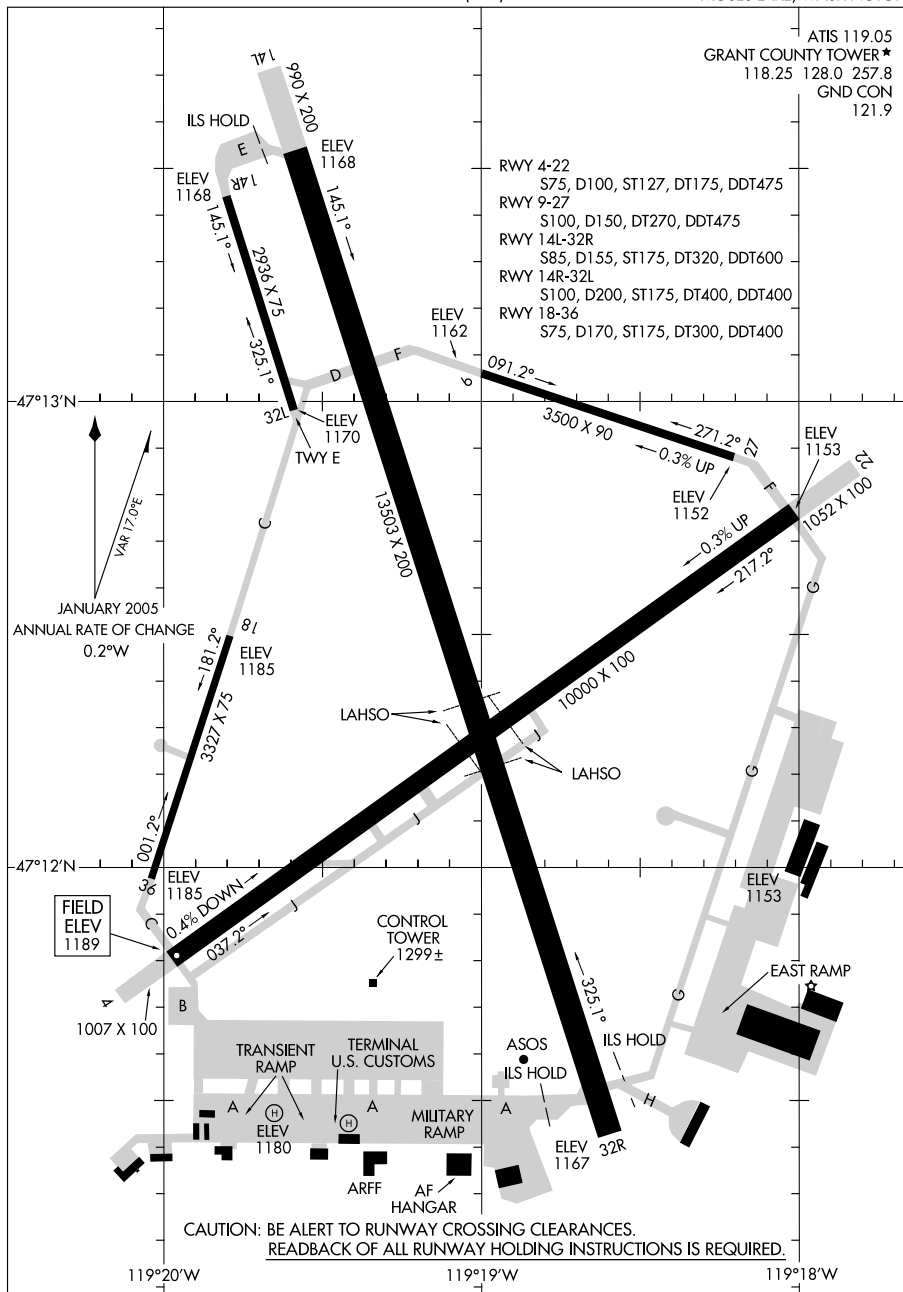 ATIS 119.05
GRANT COUNTY TOWER★
118.25 128.0 257.8
GND CON
121.9
14L
990 X 200
ILS HOLD
E
ELEV
1168
ELEV
1168
14R
145.1°
145.1°
RWY 4-22
S75, D100, ST127, DT175, DDT475
RWY 9-27
S100, D150, DT270, DDT475
RWY 14L-32R
S85, D155, ST175, DT320, DDT600
RWY 14R-32L
S100, D200, ST175, DT400, DDT400
RWY 18-36
S75, D170, ST175, DT300, DDT400
2936 X 75
325.1°
ELEV
1162
D
F
9
091.2°
3500 X 90
271.2°
27
0.3% UP
47°13'N
32L
ELEV
1170
TWY E
ELEV
1152
ELEV
1153
22
F
1052 X 100
VAR 17.0°E
C
13503 X 200
0.3% UP
217.2°
G
JANUARY 2005
ANNUAL RATE OF CHANGE
0.2°W
18
181.2°
ELEV
1185
10000 X 100
LAHSO
J
LAHSO
3327 X 75
G
J
001.2°
47°12'N
36
ELEV
1185
ELEV
1153
FIELD
ELEV
1189
C
0.4% DOWN
037.2°
J
CONTROL
TOWER
1299±
4
1007 X 100
B
EAST RAMP
G
325.1°
ILS HOLD
ASOS
ILS HOLD
TRANSIENT
RAMP
TERMINAL
U.S. CUSTOMS
A
H
A
H
MILITARY
RAMP
A
H
ELEV
1180
ELEV
1167
32R
ARFF
AF
HANGAR
CAUTION: BE ALERT TO RUNWAY CROSSING CLEARANCES.
READBACK OF ALL RUNWAY HOLDING INSTRUCTIONS IS REQUIRED.
119°20'W
119°19'W
119°18'W